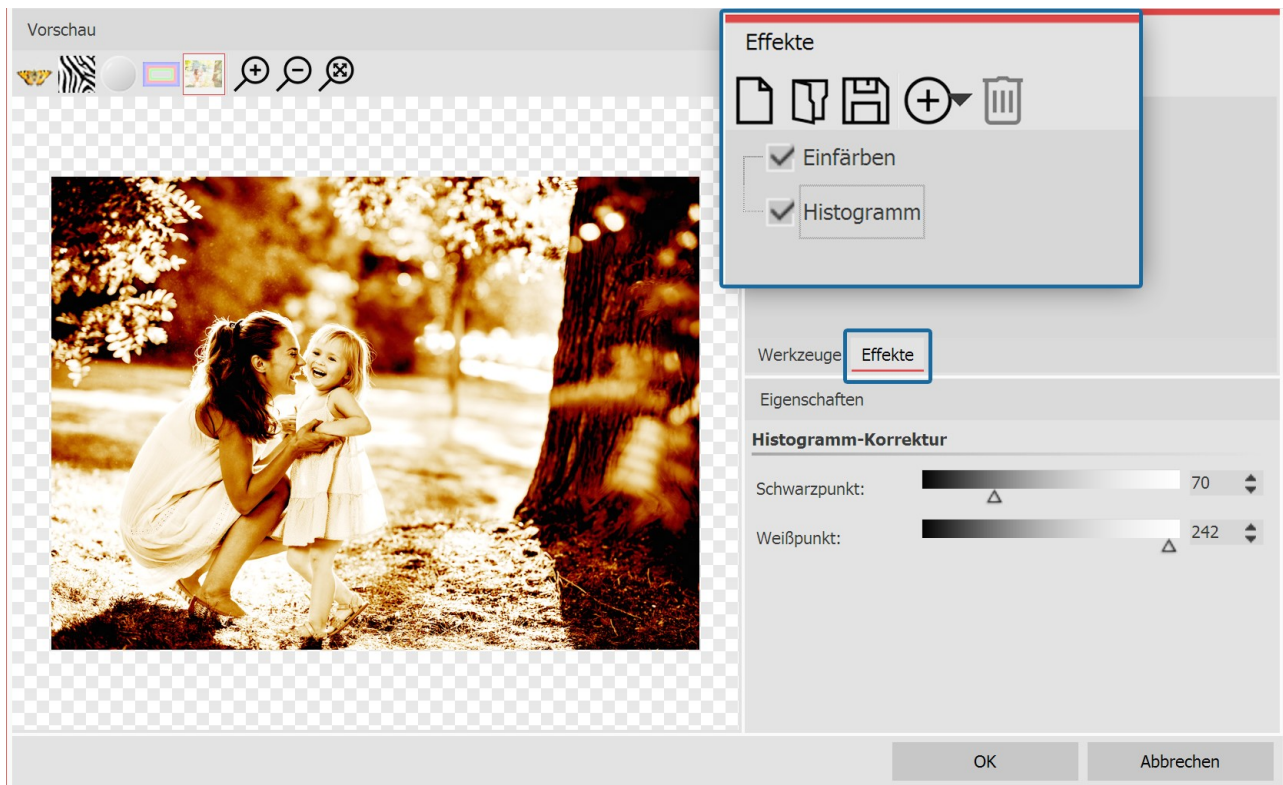 Vorschau
Effekte
Einfärben
Histogramm
Werkzeuge Effekte
Eigenschaften
Histogramm-Korrektur
Schwarzpunkt: 70
Weißpunkt: 242
OK Abbrechen